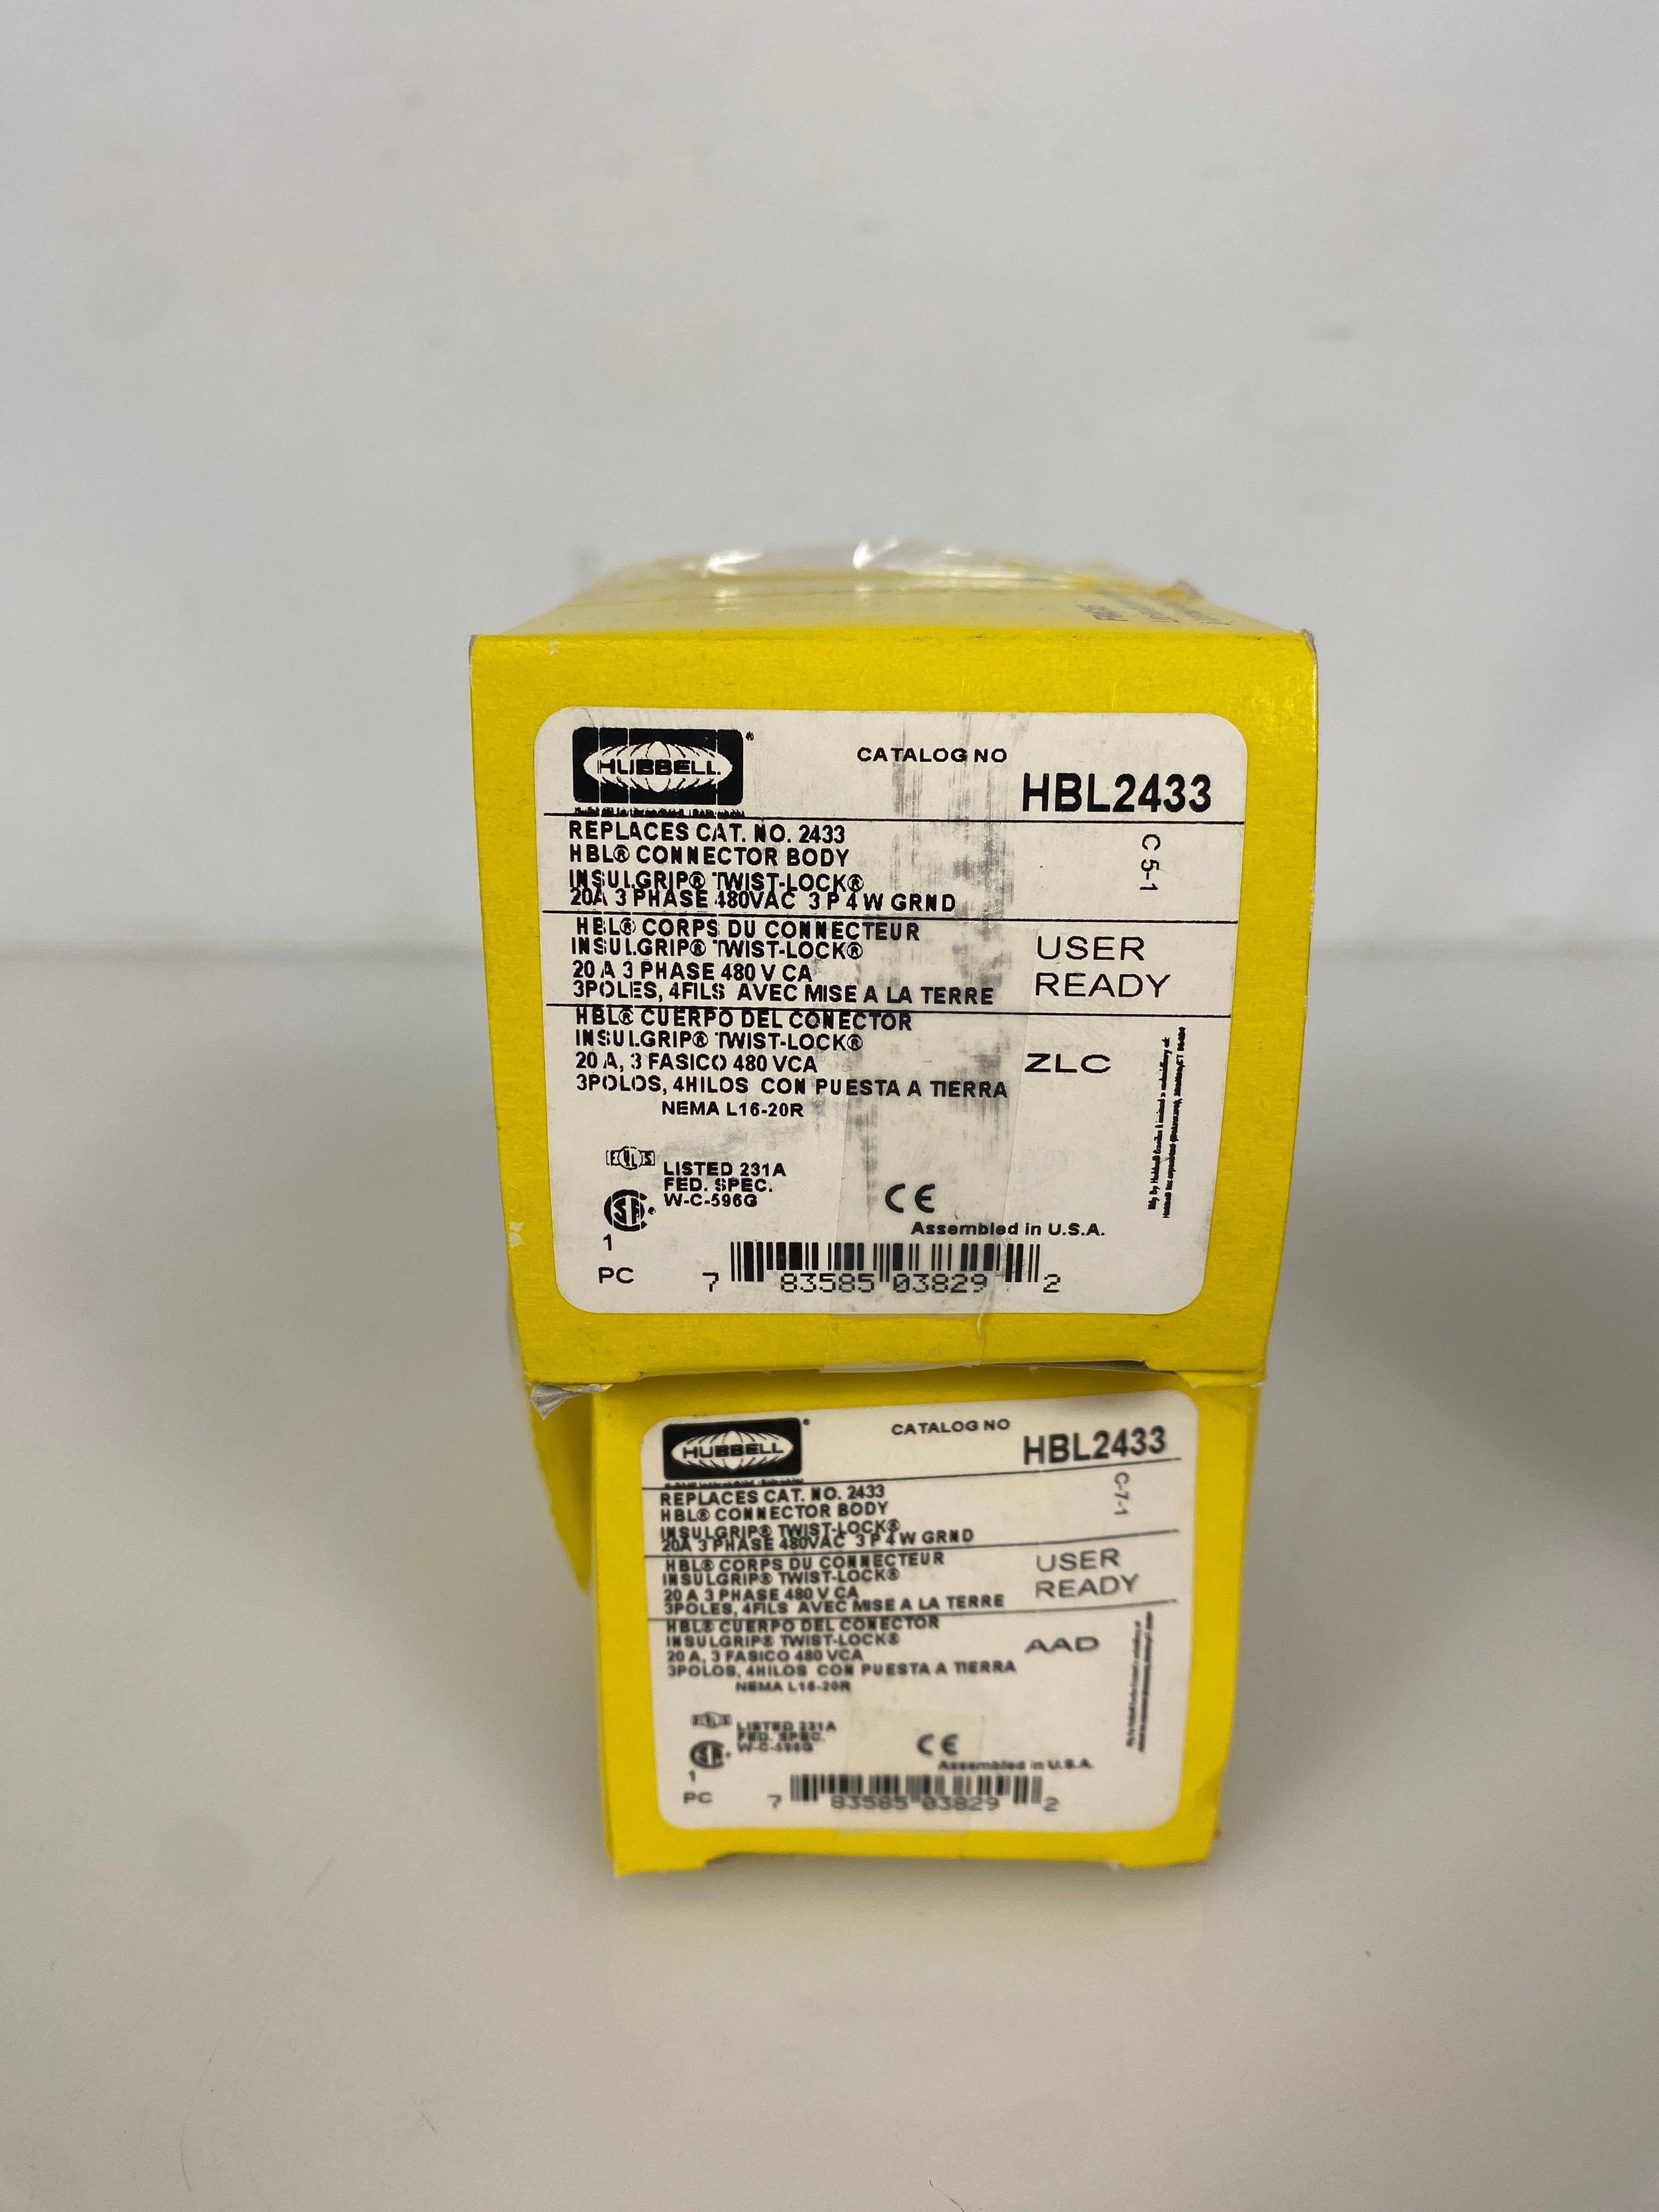 HUBBELL®
CATALOG NO
HBL2433
REPLACES CAT. NO. 2433
HBL® CONNECTOR BODY
INSULGRIP® TWIST-LOCK®
20A 3 PHASE 480VAC 3 P 4 W GRND
C 5-1
HBL® CORPS DU CONNECTEUR
INSULGRIP® TWIST-LOCK®
20 A 3 PHASE 480 V CA
3POLES, 4FILS AVEC MISE A LA TERRE
USER
READY
HBL® CUERPO DEL CONECTOR
INSULGRIP® TWIST-LOCK®
20 A, 3 FASICO 480 VCA
3POLOS, 4HILOS CON PUESTA A TIERRA
NEMA L16-20R
ZLC
LISTED 231A
FED. SPEC.
W-C-596G
CE
Assembled in U.S.A.
1
PC
7 83585 03829 2
HUBBELL®
CATALOG NO
HBL2433
REPLACES CAT. NO. 2433
HBL® CONNECTOR BODY
INSULGRIP® TWIST-LOCK®
20A 3 PHASE 480VAC 3 P 4 W GRND
C-7-1
HBL® CORPS DU CONNECTEUR
INSULGRIP® TWIST-LOCK®
20 A 3 PHASE 480 V CA
3POLES, 4FILS AVEC MISE A LA TERRE
USER
READY
HBL® CUERPO DEL CONECTOR
INSULGRIP® TWIST-LOCK®
20 A, 3 FASICO 480 VCA
3POLOS, 4HILOS CON PUESTA A TIERRA
NEMA L16-20R
AAD
LISTED 231A
FED. SPEC.
W-C-596G
CE
Assembled in U.S.A.
1
PC
7 83585 03829 2